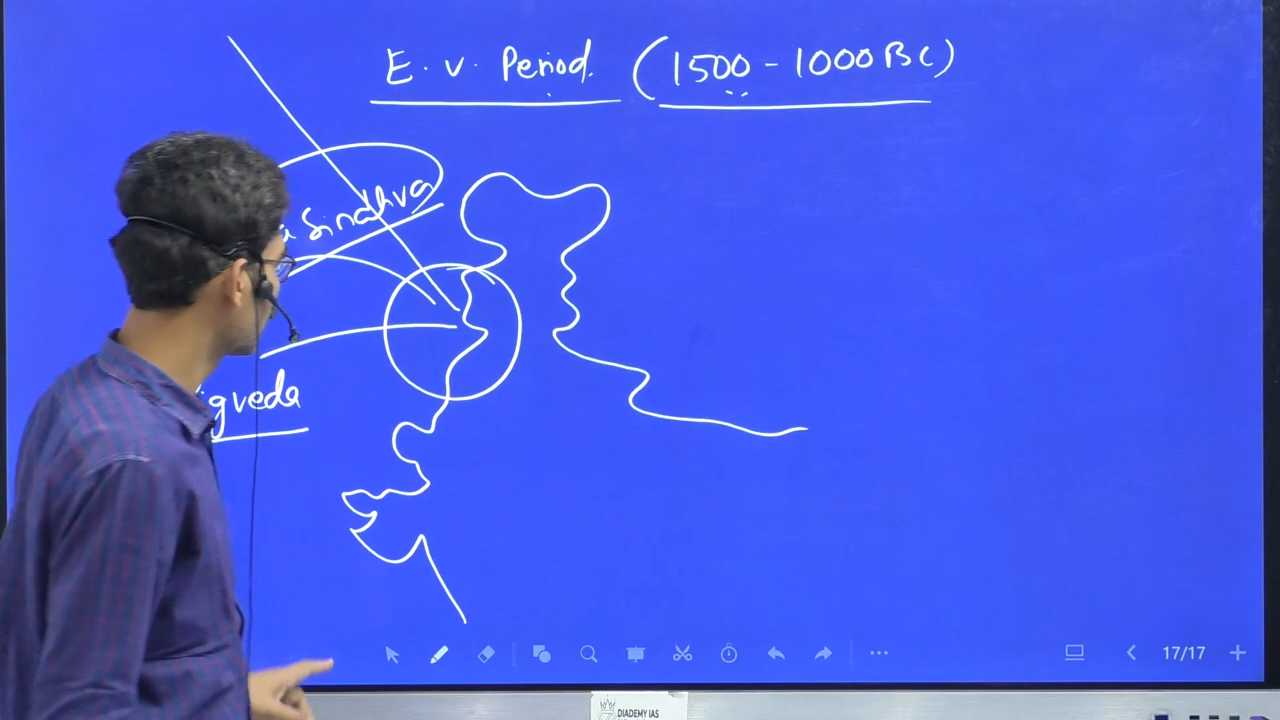 E. V. Period. (1500 - 1000 BC)
Sindhva
gveda
17/17
DIADEMY IAS